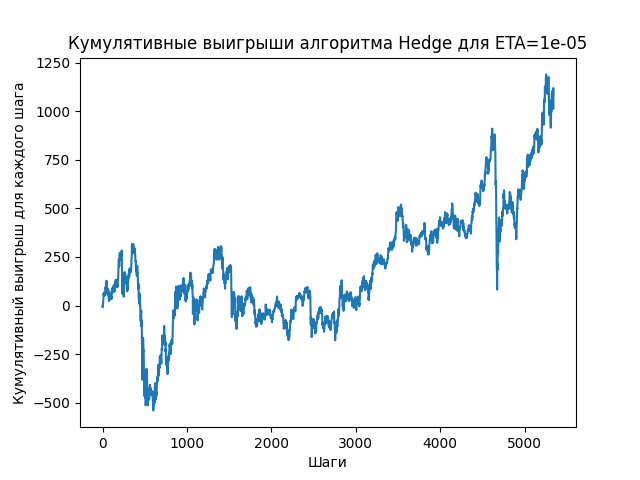 Кумулятивные выигрыши алгоритма Hedge для ETA=1e-05
Кумулятивный выигрыш для каждого шага
1250
1000
750
500
250
0
−250
−500
0 1000 2000 3000 4000 5000
Шаги